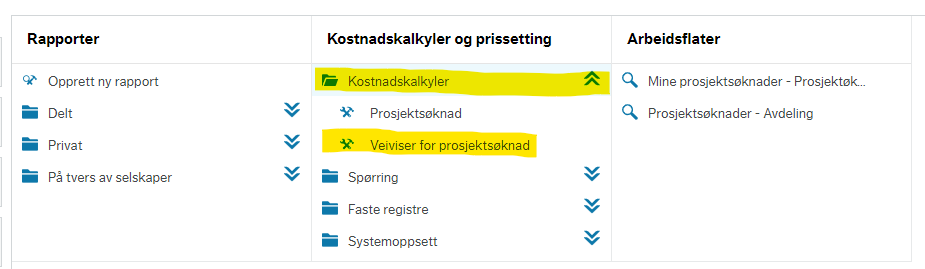 Rapporter
Opprett ny rapport
Delt
Privat
På tvers av selskaper
Kostnadskalkyler og prissetting
Kostnadskalkyler
Prosjektsøknad
Veiviser for prosjektsøknad
Spørring
Faste registre
Systemoppsett
Arbeidsflater
Mine prosjektsøknader - Prosjektøk...
Prosjektsøknader - Avdeling